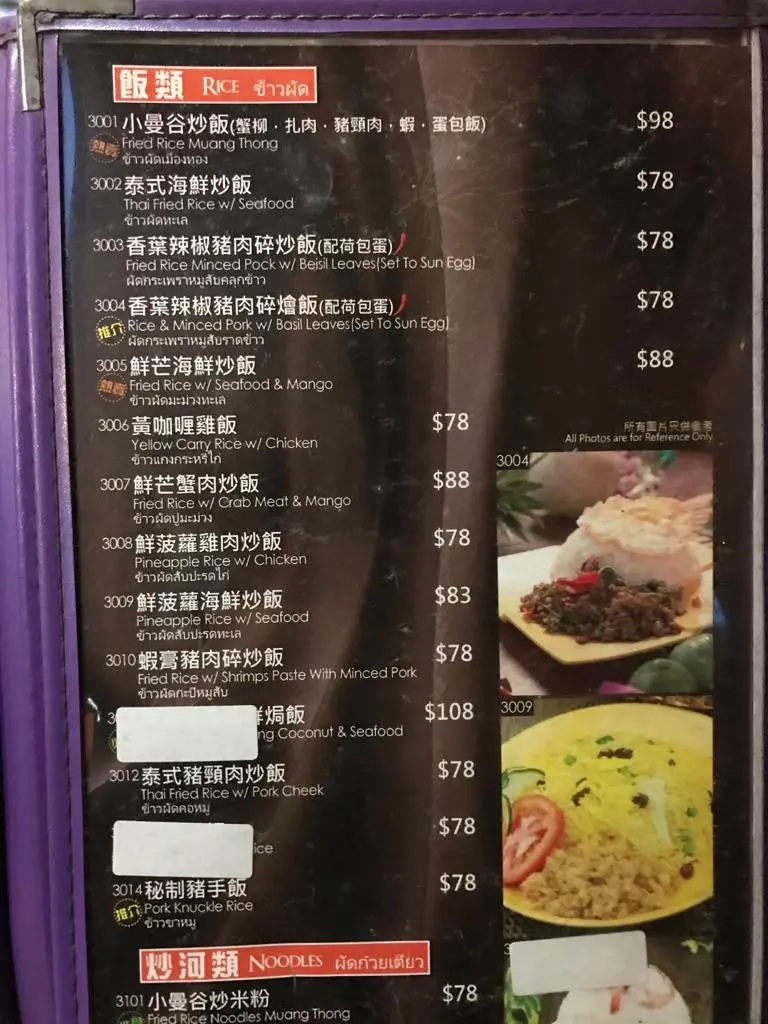 飯類 RICE ข้าวผัด
3001 小曼谷炒飯(蟹柳．扎肉．豬頸肉．蝦．蛋包飯) $98
熱賣 Fried Rice Muang Thong
ข้าวผัดเมืองทอง
3002 泰式海鮮炒飯 $78
Thai Fried Rice w/ Seafood
ข้าวผัดทะเล
3003 香葉辣椒豬肉碎炒飯(配荷包蛋) $78
Fried Rice Minced Pock w/ Beisil Leaves(Set To Sun Egg)
ผัดกระเพราหมูสับคลุกข้าว
3004 香葉辣椒豬肉碎燴飯(配荷包蛋) $78
推介 Rice & Minced Pork w/ Basil Leaves(Set To Sun Egg)
ผัดกระเพราหมูสับราดข้าว
3005 鮮芒海鮮炒飯 $88
熱賣 Fried Rice w/ Seafood & Mango
ข้าวผัดมะม่วงทะเล
3006 黃咖喱雞飯 $78
Yellow Carry Rice w/ Chicken
ข้าวแกงกระหรี่ไก่
3007 鮮芒蟹肉炒飯 $88
Fried Rice w/ Crab Meat & Mango
ข้าวผัดปูมะม่วง
3008 鮮菠蘿雞肉炒飯 $78
Pineapple Rice w/ Chicken
ข้าวผัดสับปะรดไก่
3009 鮮菠蘿海鮮炒飯 $83
Pineapple Rice w/ Seafood
ข้าวผัดสับปะรดทะเล
3010 蝦膏豬肉碎炒飯 $78
Fried Rice w/ Shrimps Paste With Minced Pork
ข้าวผัดกะปิหมูสับ
鮮焗飯 $108
Coconut & Seafood
3012 泰式豬頸肉炒飯 $78
Thai Fried Rice w/ Pork Cheek
ข้าวผัดคอหมู
$78
3014 秘制豬手飯 $78
推介 Pork Knuckle Rice
ข้าวขาหมู
所有圖片只供參考
All Photos are for Reference Only
3004
3009
炒河類 NOODLES ผัดก๋วยเตี๋ยว
3101 小曼谷炒米粉 $78
Fried Rice Noodles Muang Thong